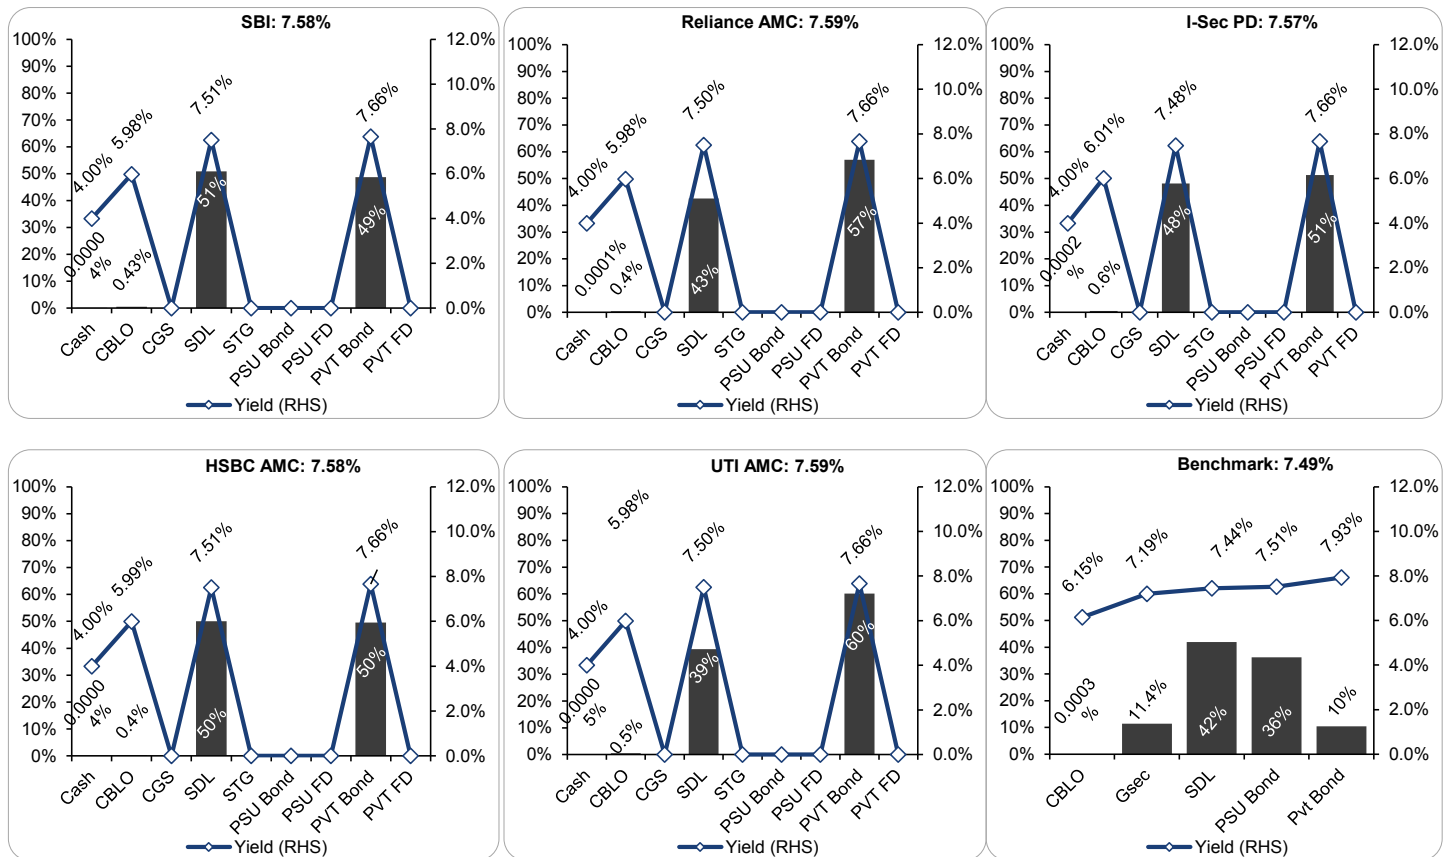 SBI: 7.58%
100%
90%
80%
70%
60%
50%
40%
30%
20%
10%
0%
12.0%
10.0%
8.0%
6.0%
4.0%
2.0%
0.0%
4.00%
5.98%
7.51%
7.66%
0.0000
4%
0.43%
51%
49%
Cash
CBLO
CGS
SDL
STG
PSU Bond
PSU FD
PVT Bond
PVT FD
Yield (RHS)
Reliance AMC: 7.59%
100%
90%
80%
70%
60%
50%
40%
30%
20%
10%
0%
12.0%
10.0%
8.0%
6.0%
4.0%
2.0%
0.0%
4.00%
5.98%
7.50%
7.66%
0.0001%
0.4%
43%
57%
Cash
CBLO
CGS
SDL
STG
PSU Bond
PSU FD
PVT Bond
PVT FD
Yield (RHS)
I-Sec PD: 7.57%
100%
90%
80%
70%
60%
50%
40%
30%
20%
10%
0%
12.0%
10.0%
8.0%
6.0%
4.0%
2.0%
0.0%
4.00%
6.01%
7.48%
7.66%
0.0002
%
0.6%
48%
51%
Cash
CBLO
CGS
SDL
STG
PSU Bond
PSU FD
PVT Bond
PVT FD
Yield (RHS)
HSBC AMC: 7.58%
100%
90%
80%
70%
60%
50%
40%
30%
20%
10%
0%
12.0%
10.0%
8.0%
6.0%
4.0%
2.0%
0.0%
4.00%
5.99%
7.51%
7.66%
0.0000
4%
0.4%
50%
50%
Cash
CBLO
CGS
SDL
STG
PSU Bond
PSU FD
PVT Bond
PVT FD
Yield (RHS)
UTI AMC: 7.59%
100%
90%
80%
70%
60%
50%
40%
30%
20%
10%
0%
12.0%
10.0%
8.0%
6.0%
4.0%
2.0%
0.0%
4.00%
5.98%
7.50%
7.66%
0.0000
5%
0.5%
39%
60%
Cash
CBLO
CGS
SDL
STG
PSU Bond
PSU FD
PVT Bond
PVT FD
Yield (RHS)
Benchmark: 7.49%
100%
90%
80%
70%
60%
50%
40%
30%
20%
10%
0%
12.0%
10.0%
8.0%
6.0%
4.0%
2.0%
0.0%
6.15%
7.19%
7.44%
7.51%
7.93%
0.0003
%
11.4%
42%
36%
10%
CBLO
Gsec
SDL
PSU Bond
Pvt Bond
Yield (RHS)